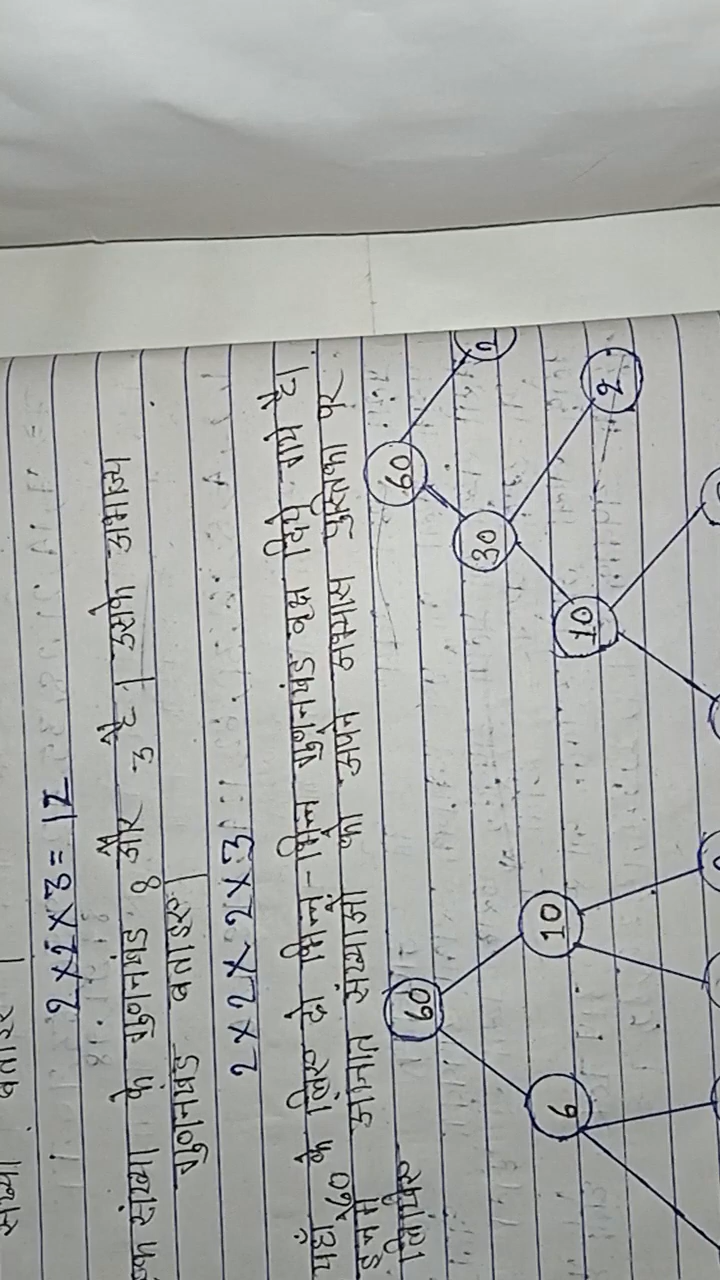 संख्या बताइए।
2×2×3=12
एक संख्या के गुणनखंड 8 और 3 है। उसके अभाज्य
गुणनखंड बताइए।
2×2×2×3
यहाँ 60 के लिए दो भिन्न-भिन्न गुणनखंड वृक्ष दिये गये है।
इनमें अज्ञात संख्याओं को अपने अभ्यास पुस्तिका पर
लिखिए
60 60
6 10 30
10 2